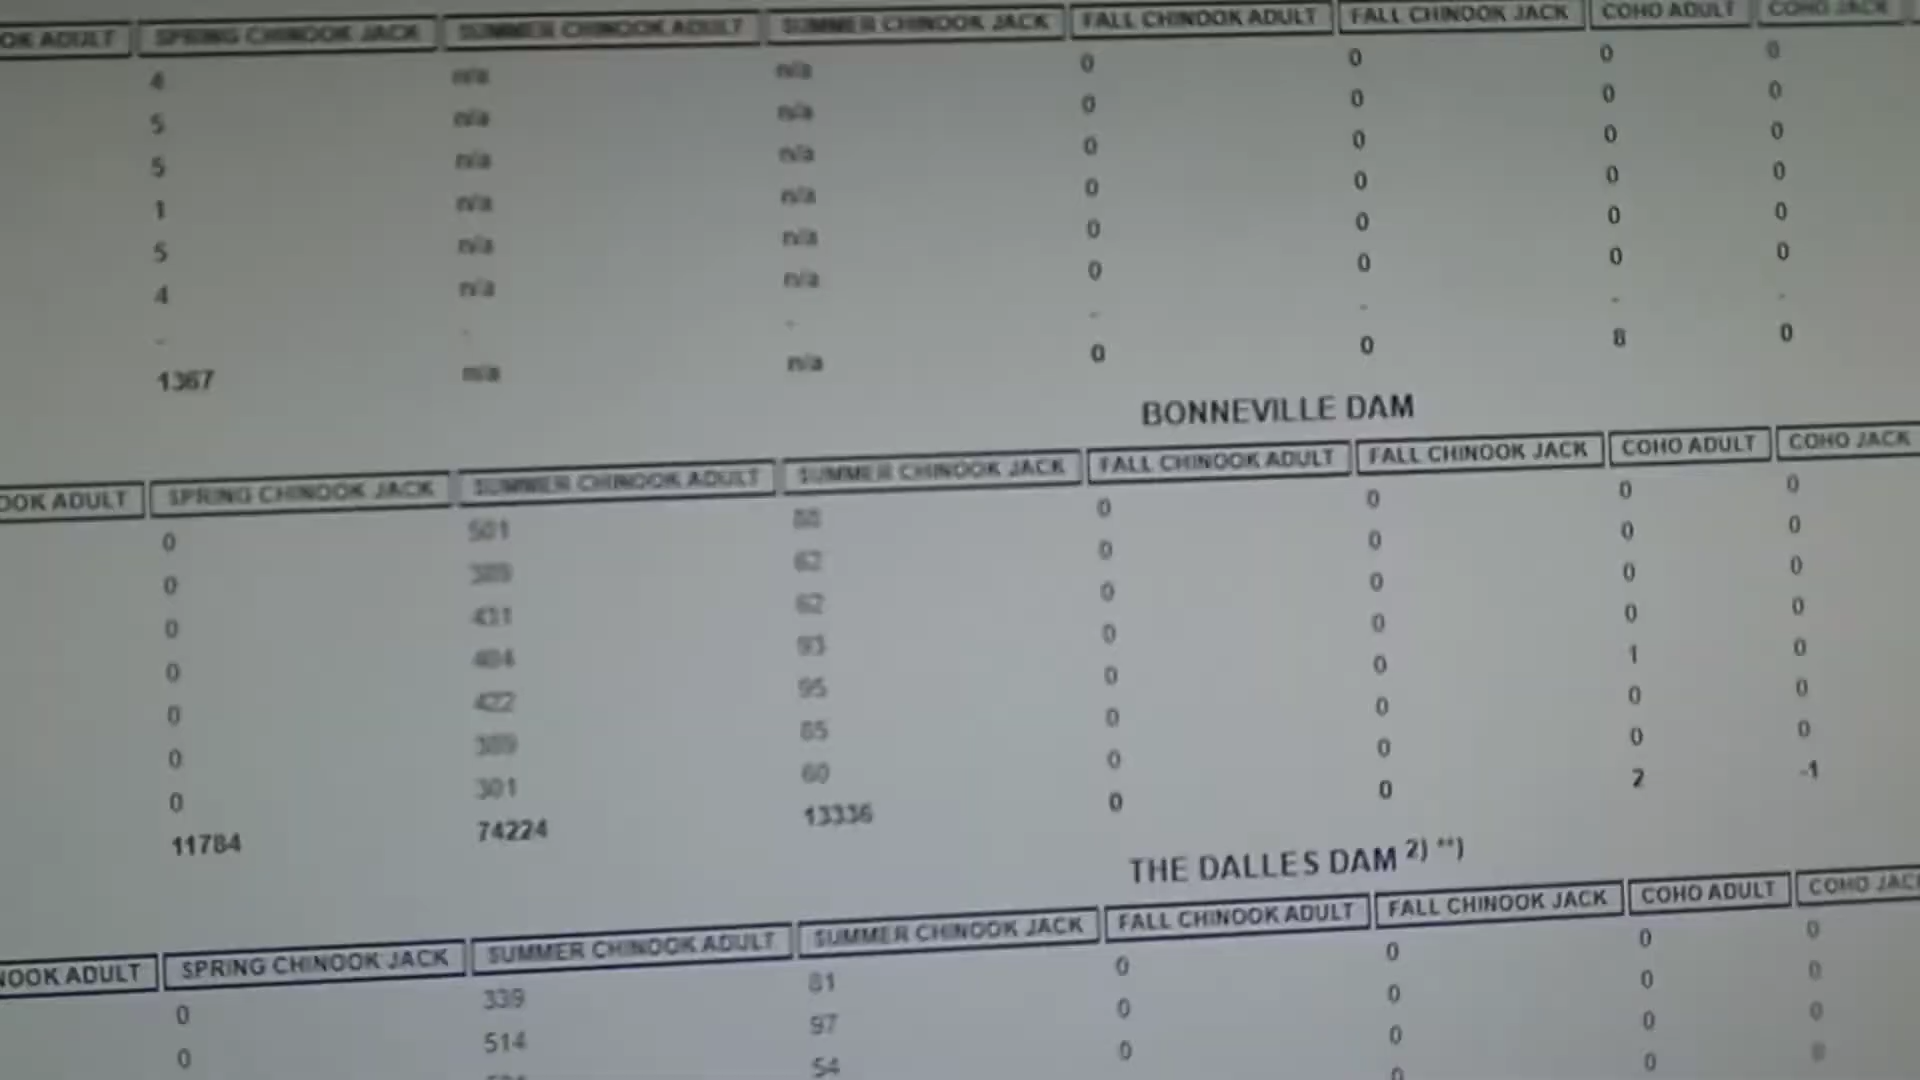 OK ADULT SPRING CHINOOK JACK SUMMER CHINOOK ADULT SUMMER CHINOOK JACK FALL CHINOOK ADULT FALL CHINOOK JACK COHO ADULT COHO JACK
4 n/a n/a 0 0 0 0
5 n/a n/a 0 0 0 0
5 n/a n/a 0 0 0 0
1 n/a n/a 0 0 0 0
5 n/a n/a 0 0 0 0
4 n/a n/a 0 0 0 0
- - - - - - -
1367 n/a n/a 0 0 8 0
BONNEVILLE DAM
OOK ADULT SPRING CHINOOK JACK SUMMER CHINOOK ADULT SUMMER CHINOOK JACK FALL CHINOOK ADULT FALL CHINOOK JACK COHO ADULT COHO JACK
0 501 0 0 0 0
0 62 0 0 0 0
0 431 62 0 0 0 0
0 93 0 0 0 0
0 422 95 0 0 1 0
0 85 0 0 0 0
0 301 60 0 0 0 0
11784 74224 13336 0 0 2 -1
THE DALLES DAM 2) **)
NOOK ADULT SPRING CHINOOK JACK SUMMER CHINOOK ADULT SUMMER CHINOOK JACK FALL CHINOOK ADULT FALL CHINOOK JACK COHO ADULT COHO JAC
0 339 81 0 0 0 0
0 514 97 0 0 0 0
54 0 0 0 0
0 0